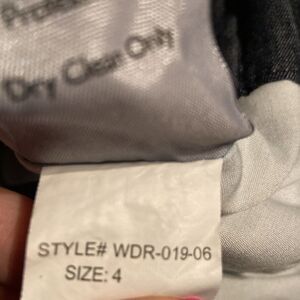 Dry Clean Only
STYLE# WDR-019-06
SIZE: 4